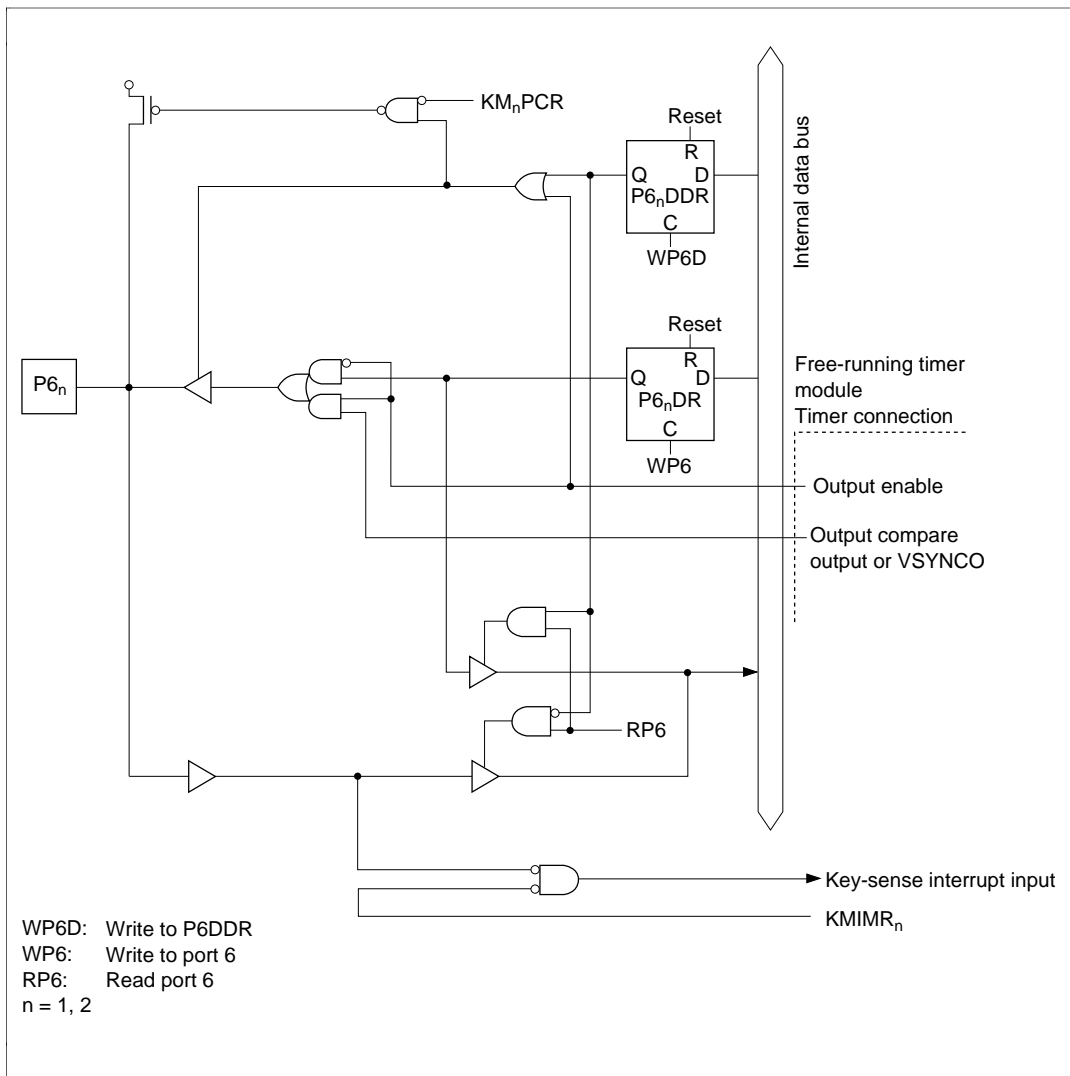 KMnPCR
Reset
R
Q D
P6nDDR
C
WP6D
Internal data bus
Reset
R
Q D
P6nDR
C
WP6
P6n
Free-running timer
module
Timer connection
Output enable
Output compare
output or VSYNCO
RP6
Key-sense interrupt input
KMIMRn
WP6D: Write to P6DDR
WP6: Write to port 6
RP6: Read port 6
n = 1, 2